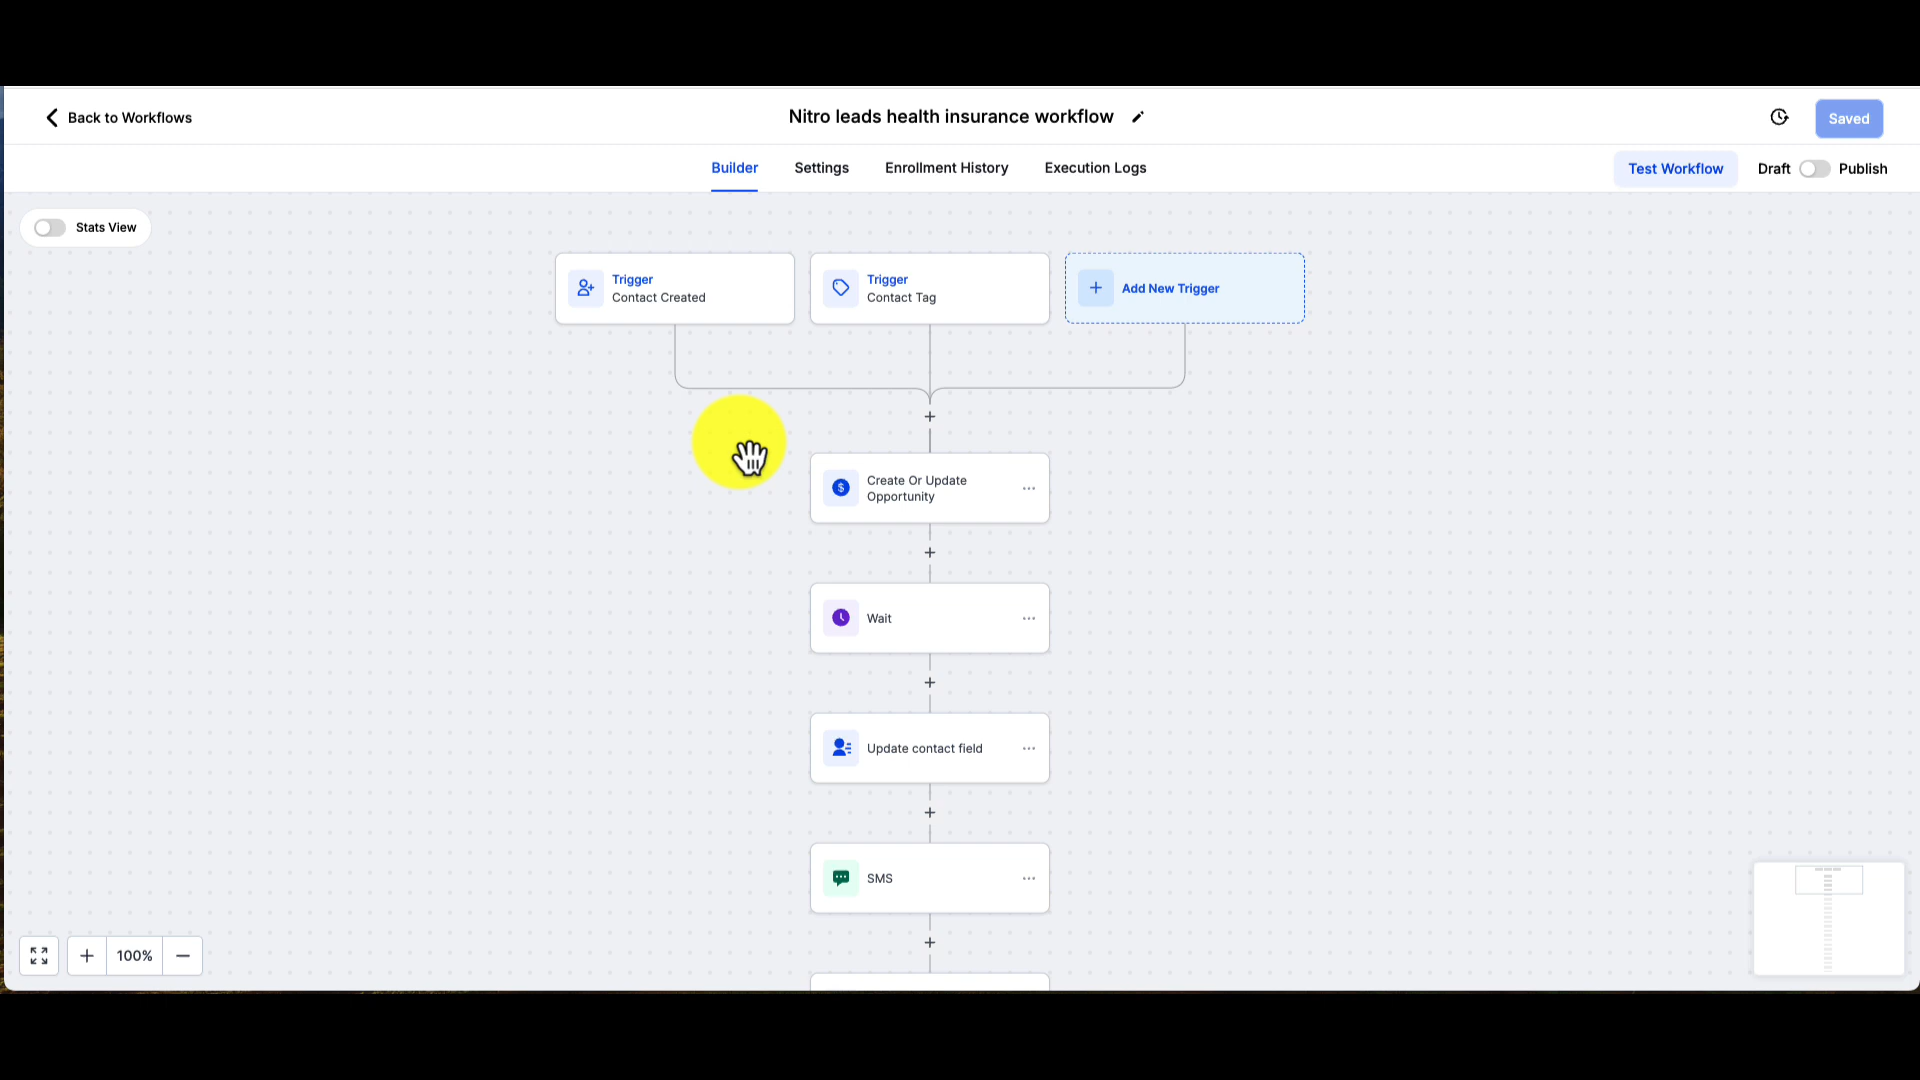 Back to Workflows
Nitro leads health insurance workflow
Saved
Builder
Settings
Enrollment History
Execution Logs
Test Workflow
Draft
Publish
Stats View
Trigger
Contact Created
Trigger
Contact Tag
Add New Trigger
Create Or Update
Opportunity
Wait
Update contact field
SMS
100%